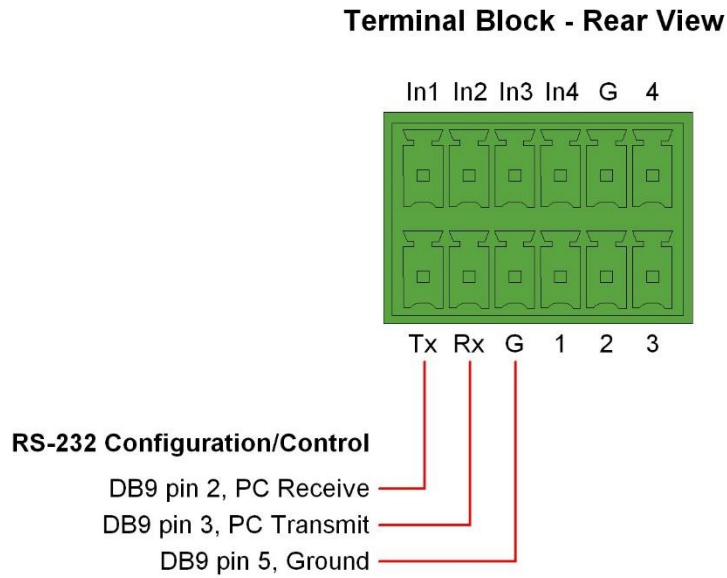 Terminal Block - Rear View
In1 In2 In3 In4 G 4
Tx Rx G 1 2 3
RS-232 Configuration/Control
DB9 pin 2, PC Receive
DB9 pin 3, PC Transmit
DB9 pin 5, Ground